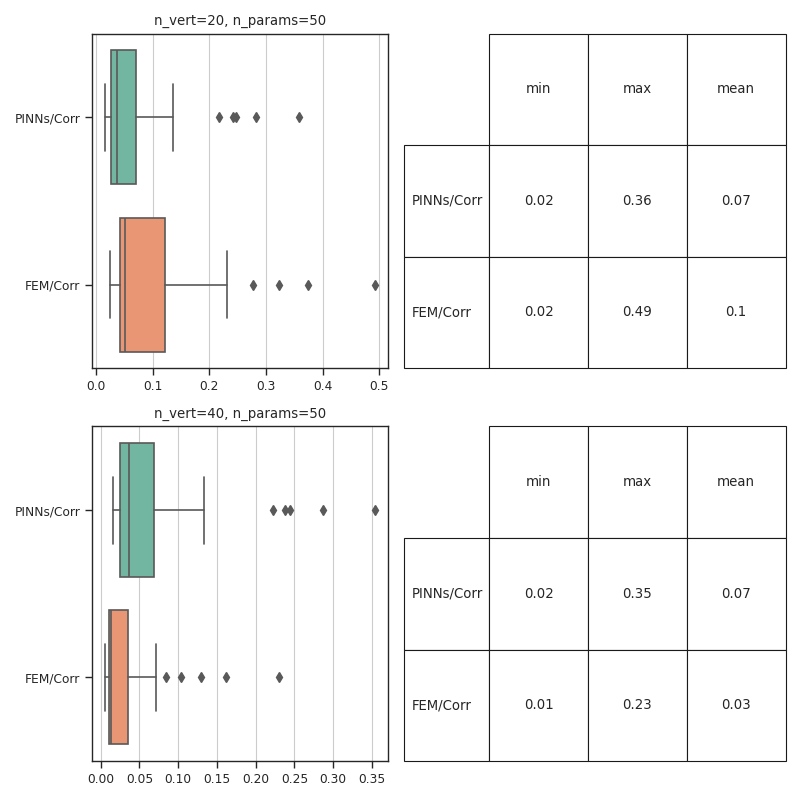 n_vert=20, n_params=50
PINNs/Corr
FEM/Corr
0.0 0.1 0.2 0.3 0.4 0.5
min max mean
PINNs/Corr 0.02 0.36 0.07
FEM/Corr 0.02 0.49 0.1
n_vert=40, n_params=50
PINNs/Corr
FEM/Corr
0.00 0.05 0.10 0.15 0.20 0.25 0.30 0.35
min max mean
PINNs/Corr 0.02 0.35 0.07
FEM/Corr 0.01 0.23 0.03